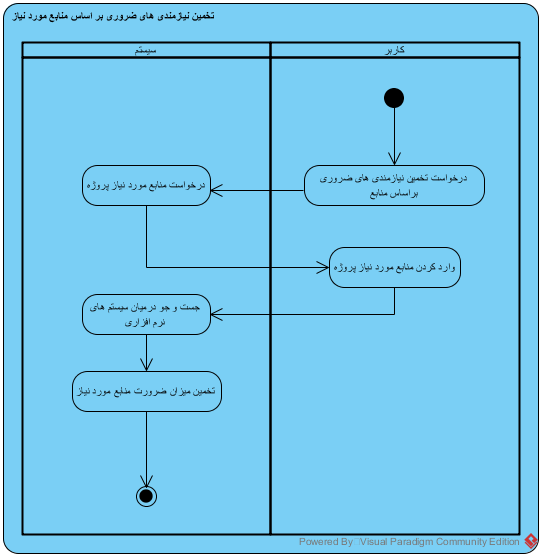 تخمین نیازمندی های ضروری بر اساس منابع مورد نیاز
کاربر
سیستم
درخواست تخمین نیازمندی های ضروری
براساس منابع
درخواست منابع مورد نیاز پروژه
وارد کردن منابع مورد نیاز پروژه
جست و جو درمیان سیستم های
نرم افزاری
تخمین میزان ضرورت منابع مورد نیاز
Powered By Visual Paradigm Community Edition